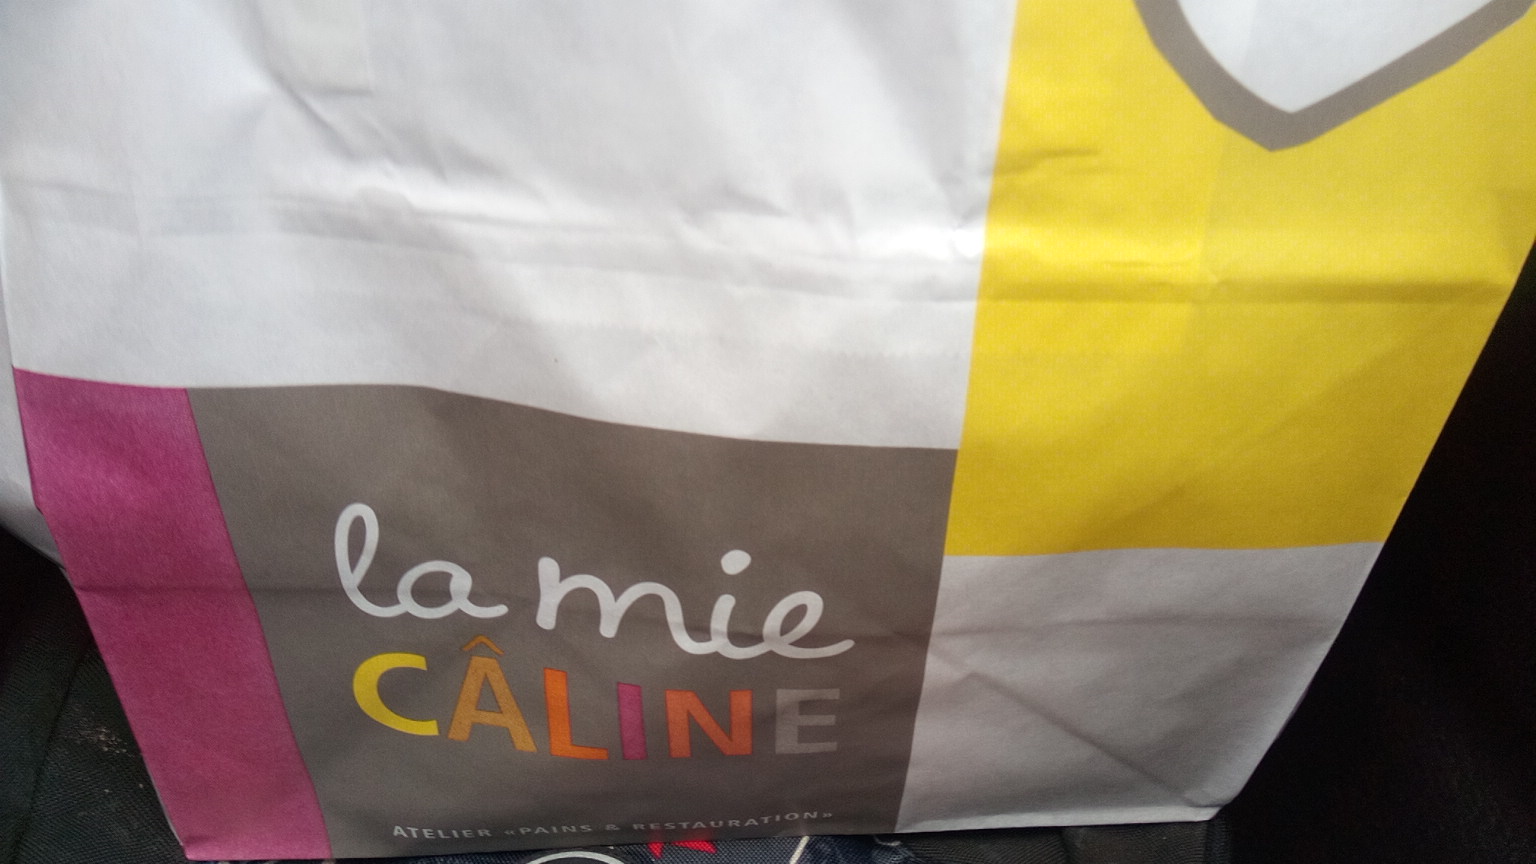 la mie
CÂLINE
ATELIER «PAINS & RESTAURATION»